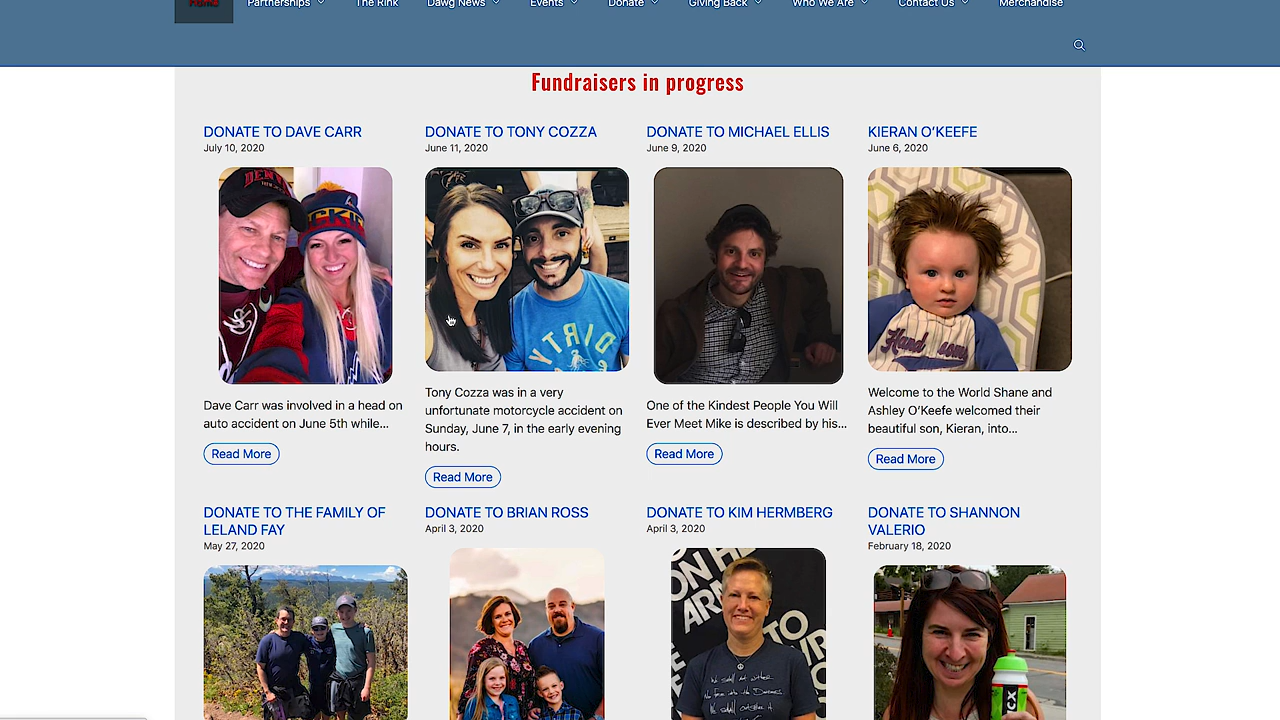 Partnerships The Rink Dawg News Events Donate Giving Back Who We Are Contact Us Merchandise
Fundraisers in progress
DONATE TO DAVE CARR
July 10, 2020
Dave Carr was involved in a head on
auto accident on June 5th while...
Read More
DONATE TO TONY COZZA
June 11, 2020
DIRTY
Tony Cozza was in a very
unfortunate motorcycle accident on
Sunday, June 7, in the early evening
hours.
Read More
DONATE TO MICHAEL ELLIS
June 9, 2020
One of the Kindest People You Will
Ever Meet Mike is described by his...
Read More
KIERAN O’KEEFE
June 6, 2020
Welcome to the World Shane and
Ashley O’Keefe welcomed their
beautiful son, Kieran, into...
Read More
DONATE TO THE FAMILY OF
LELAND FAY
May 27, 2020
DONATE TO BRIAN ROSS
April 3, 2020
DONATE TO KIM HERMBERG
April 3, 2020
DONATE TO SHANNON
VALERIO
February 18, 2020